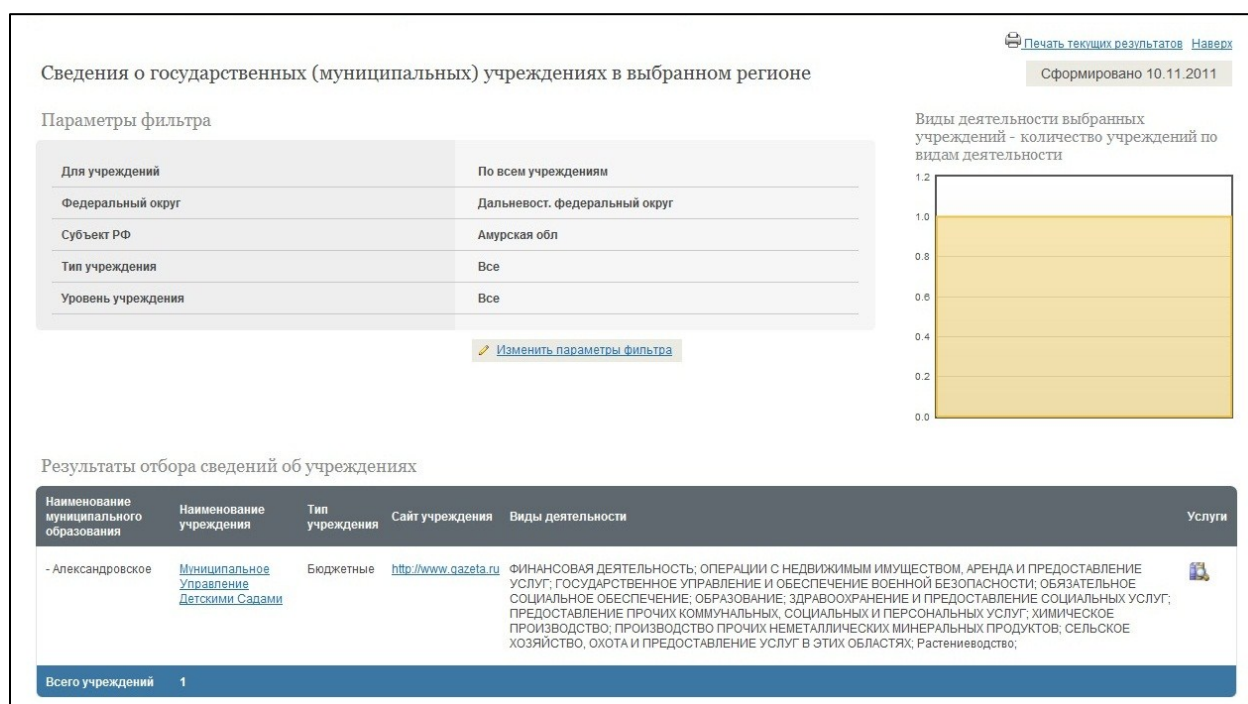 Печать текущих результатов Наверх
Сведения о государственных (муниципальных) учреждениях в выбранном регионе
Сформировано 10.11.2011
Параметры фильтра
Для учреждений По всем учреждениям
Федеральный округ Дальневост. федеральный округ
Субъект РФ Амурская обл
Тип учреждения Все
Уровень учреждения Все
Изменить параметры фильтра
Виды деятельности выбранных
учреждений - количество учреждений по
видам деятельности
1.2
1.0
0.8
0.6
0.4
0.2
0.0
Результаты отбора сведений об учреждениях
Наименование
муниципального
образования
Наименование
учреждения
Тип
учреждения
Сайт учреждения
Виды деятельности
Услуги
- Александровское
Муниципальное
Управление
Детскими Садами
Бюджетные
http://www.gazeta.ru
ФИНАНСОВАЯ ДЕЯТЕЛЬНОСТЬ; ОПЕРАЦИИ С НЕДВИЖИМЫМ ИМУЩЕСТВОМ, АРЕНДА И ПРЕДОСТАВЛЕНИЕ
УСЛУГ; ГОСУДАРСТВЕННОЕ УПРАВЛЕНИЕ И ОБЕСПЕЧЕНИЕ ВОЕННОЙ БЕЗОПАСНОСТИ; ОБЯЗАТЕЛЬНОЕ
СОЦИАЛЬНОЕ ОБЕСПЕЧЕНИЕ; ОБРАЗОВАНИЕ; ЗДРАВООХРАНЕНИЕ И ПРЕДОСТАВЛЕНИЕ СОЦИАЛЬНЫХ УСЛУГ;
ПРЕДОСТАВЛЕНИЕ ПРОЧИХ КОММУНАЛЬНЫХ, СОЦИАЛЬНЫХ И ПЕРСОНАЛЬНЫХ УСЛУГ; ХИМИЧЕСКОЕ
ПРОИЗВОДСТВО; ПРОИЗВОДСТВО ПРОЧИХ НЕМЕТАЛЛИЧЕСКИХ МИНЕРАЛЬНЫХ ПРОДУКТОВ; СЕЛЬСКОЕ
ХОЗЯЙСТВО, ОХОТА И ПРЕДОСТАВЛЕНИЕ УСЛУГ В ЭТИХ ОБЛАСТЯХ; Растениеводство;
Всего учреждений 1